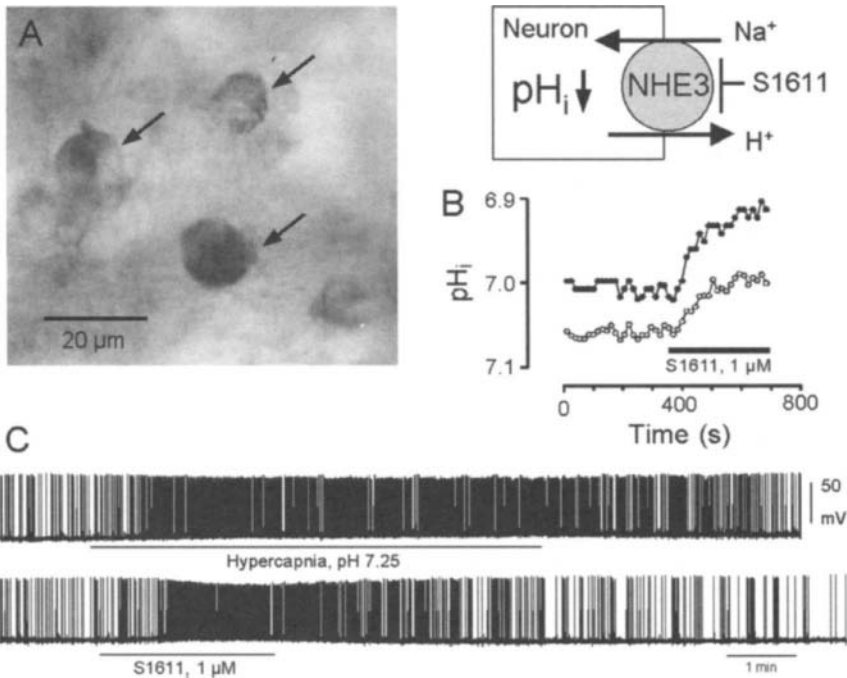 A
20 µm
Neuron
Na⁺
pHᵢ
NHE3
S1611
H⁺
B
6.9
7.0
7.1
pHᵢ
S1611, 1 µM
0
400
800
Time (s)
C
50
mV
Hypercapnia, pH 7.25
S1611, 1 µM
1 min